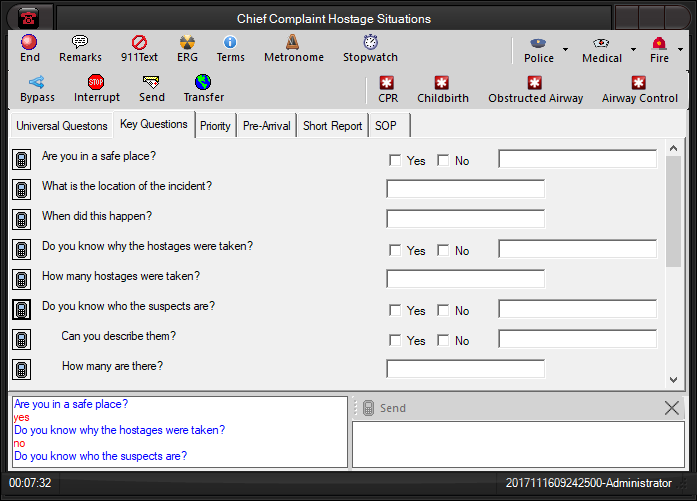 Chief Complaint Hostage Situations
End Remarks 911Text ERG Terms Metronome Stopwatch Police Medical Fire
Bypass Interrupt Send Transfer CPR Childbirth Obstructed Airway Airway Control
Universal Questons Key Questions Priority Pre-Arrival Short Report SOP
Are you in a safe place? Yes No
What is the location of the incident?
When did this happen?
Do you know why the hostages were taken? Yes No
How many hostages were taken?
Do you know who the suspects are? Yes No
Can you describe them? Yes No
How many are there?
Are you in a safe place?
yes
Do you know why the hostages were taken?
no
Do you know who the suspects are?
Send
00:07:32 2017111609242500-Administrator